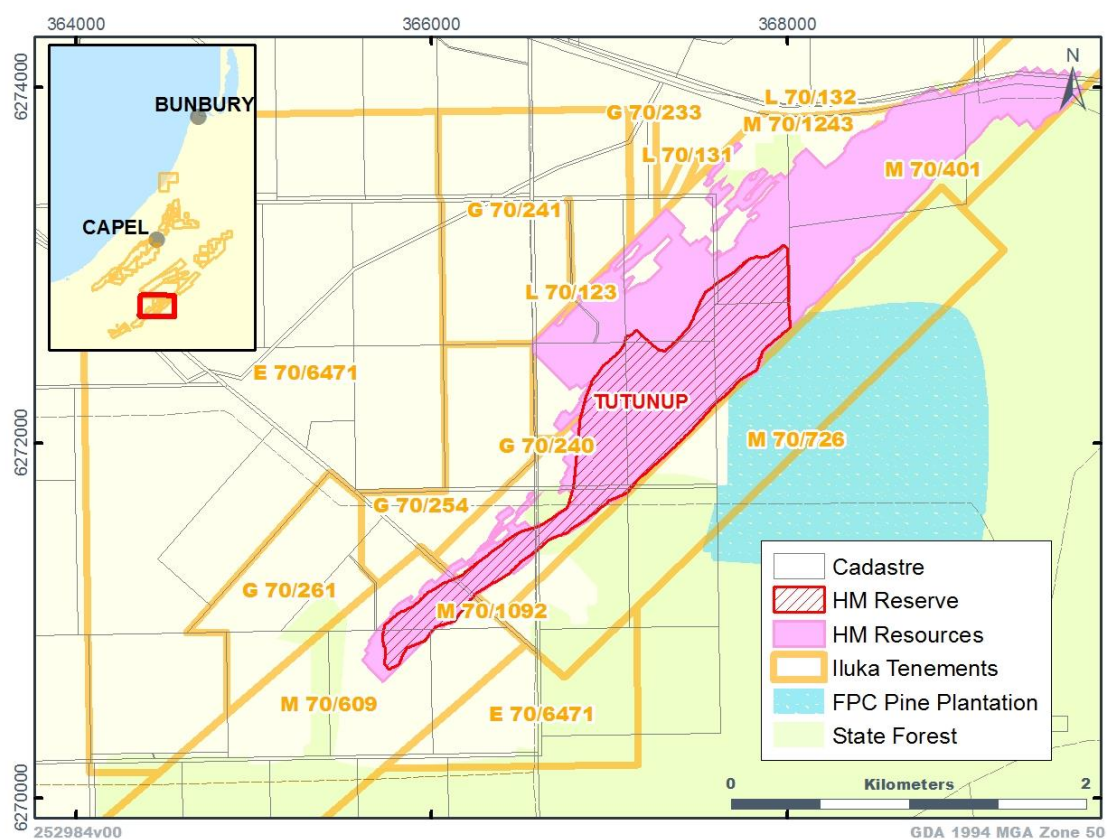 364000
366000
368000
6274000
6272000
6270000
BUNBURY
CAPEL
N
L 70/132
G 70/233
M 70/1243
L 70/131
M 70/401
G 70/241
L 70/123
E 70/6471
TUTUNUP
G 70/240
M 70/726
G 70/254
G 70/261
M 70/1092
M 70/609
E 70/6471
Cadastre
HM Reserve
HM Resources
Iluka Tenements
FPC Pine Plantation
State Forest
0 Kilometers 2
252984v00
GDA 1994 MGA Zone 50